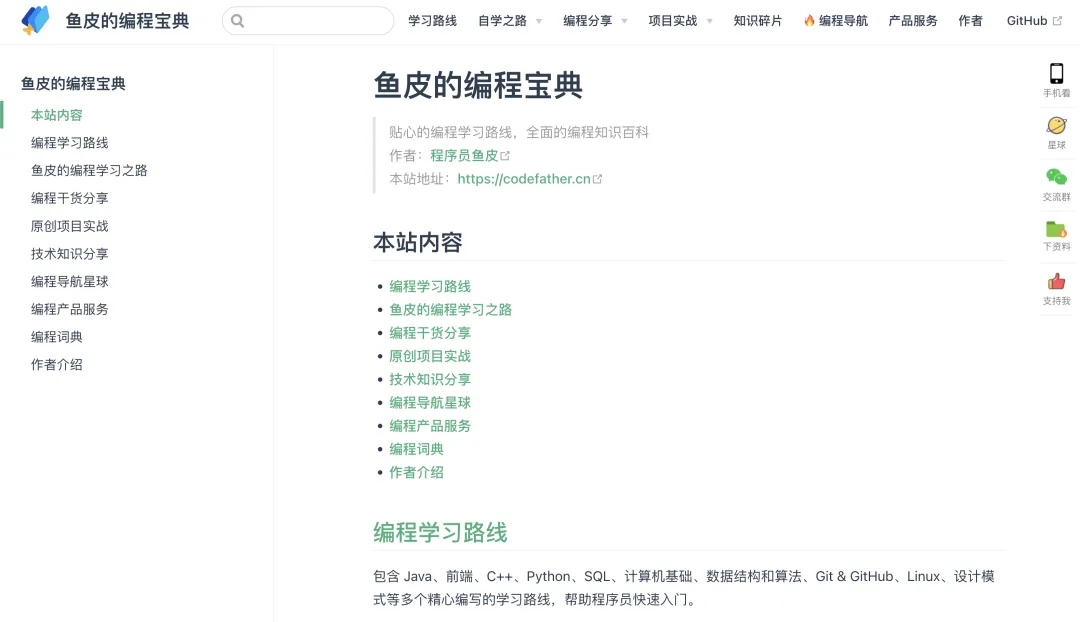 鱼皮的编程宝典
学习路线 自学之路 编程分享 项目实战 知识碎片 编程导航 产品服务 作者 GitHub
鱼皮的编程宝典
本站内容
编程学习路线
鱼皮的编程学习之路
编程干货分享
原创项目实战
技术知识分享
编程导航星球
编程产品服务
编程词典
作者介绍
鱼皮的编程宝典
贴心的编程学习路线，全面的编程知识百科
作者：程序员鱼皮
本站地址：https://codefather.cn
本站内容
编程学习路线
鱼皮的编程学习之路
编程干货分享
原创项目实战
技术知识分享
编程导航星球
编程产品服务
编程词典
作者介绍
编程学习路线
包含 Java、前端、C++、Python、SQL、计算机基础、数据结构和算法、Git & GitHub、Linux、设计模
式等多个精心编写的学习路线，帮助程序员快速入门。
手机看
星球
交流群
下资料
支持我